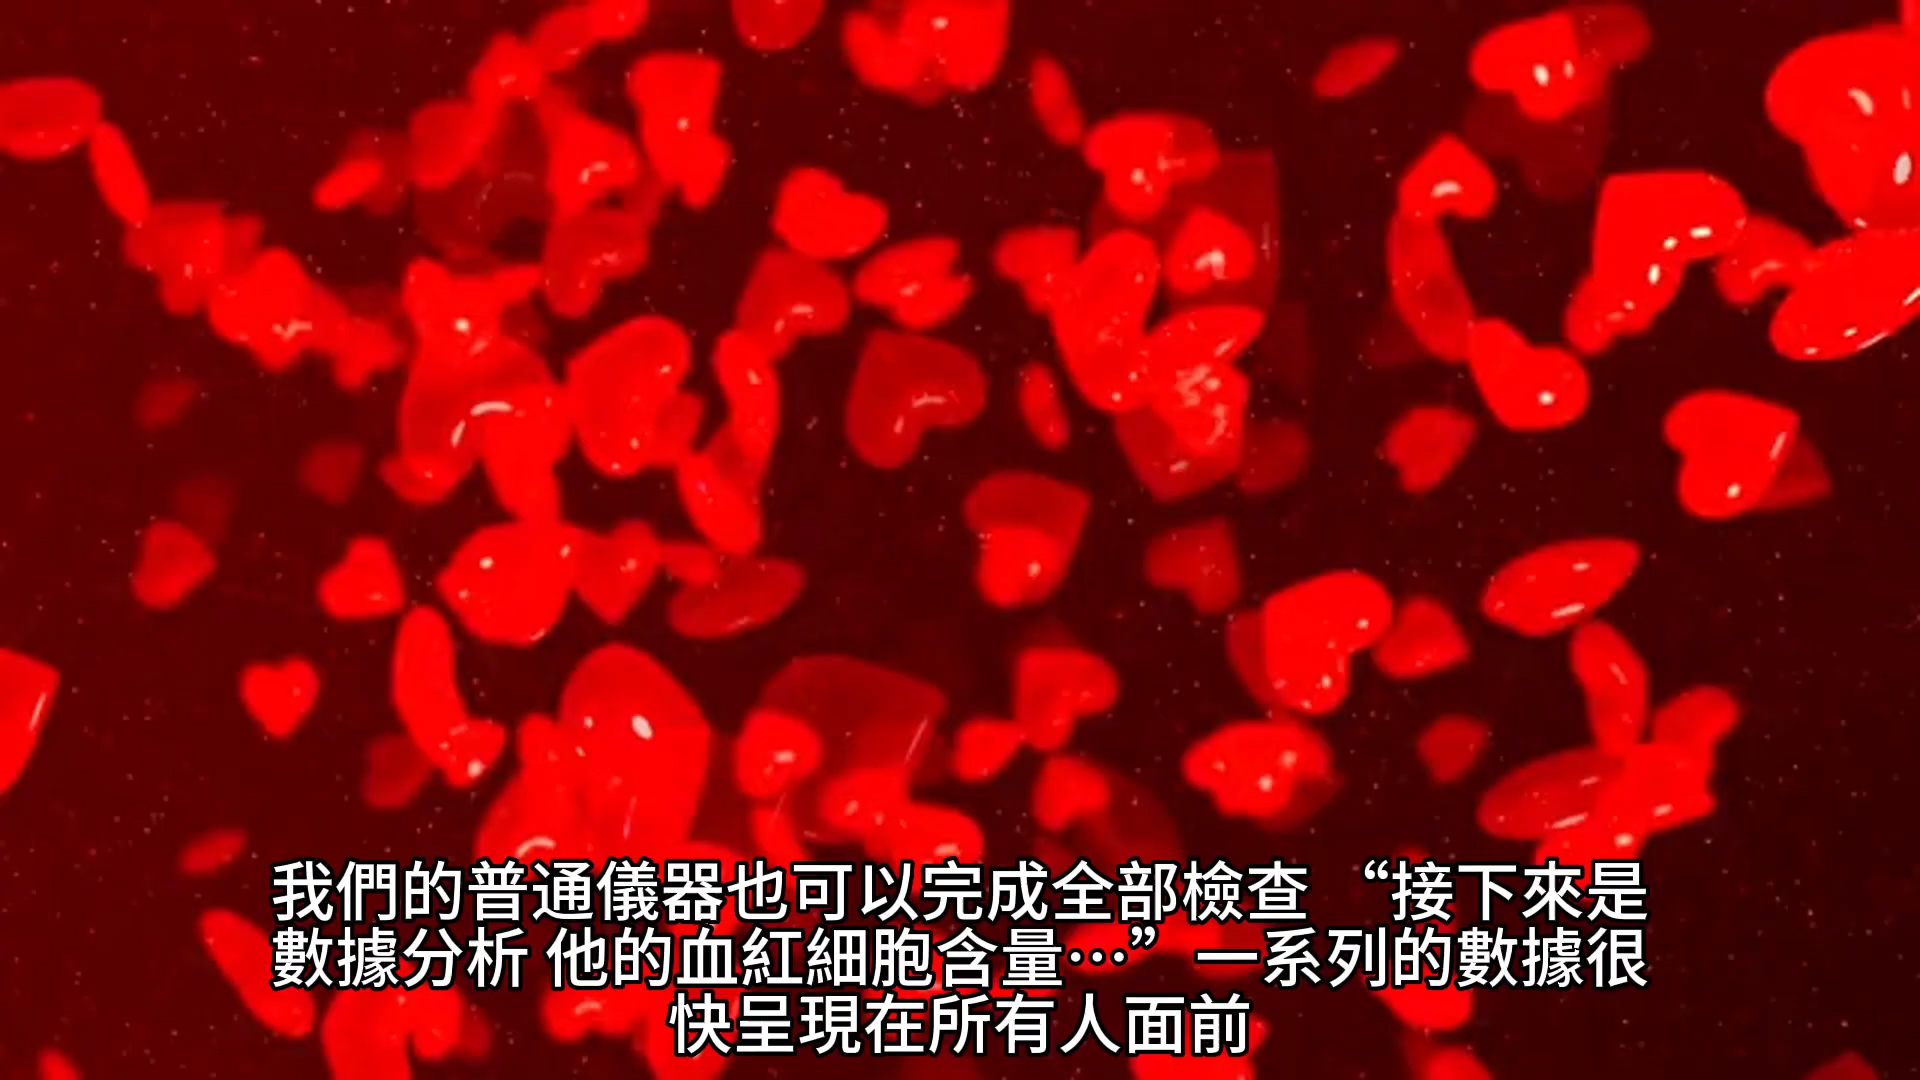 我們的普通儀器也可以完成全部檢查 “接下來是
數據分析 他的血紅細胞含量…” 一系列的數據很
快呈現在所有人面前